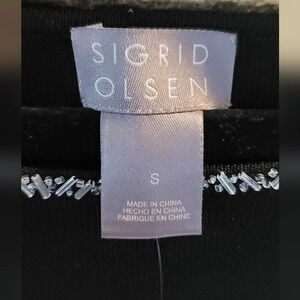 SIGRID
OLSEN
S
MADE IN CHINA
HECHO EN CHINA
FABRIQUE EN CHINE